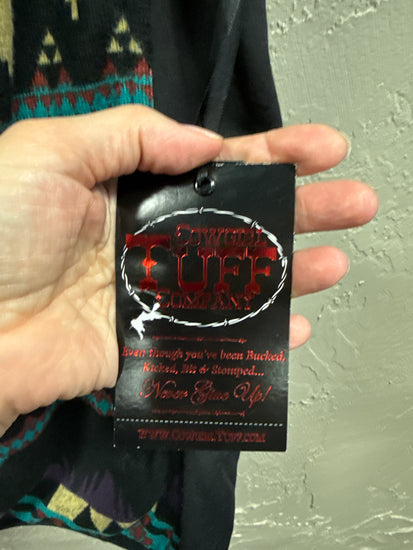 COWGIRL
TUFF
COMPANY
Even though you've been Bucked,
Kicked, Bit & Stomped...
Never Give Up!
WWW.COWGIRLTUFF.COM